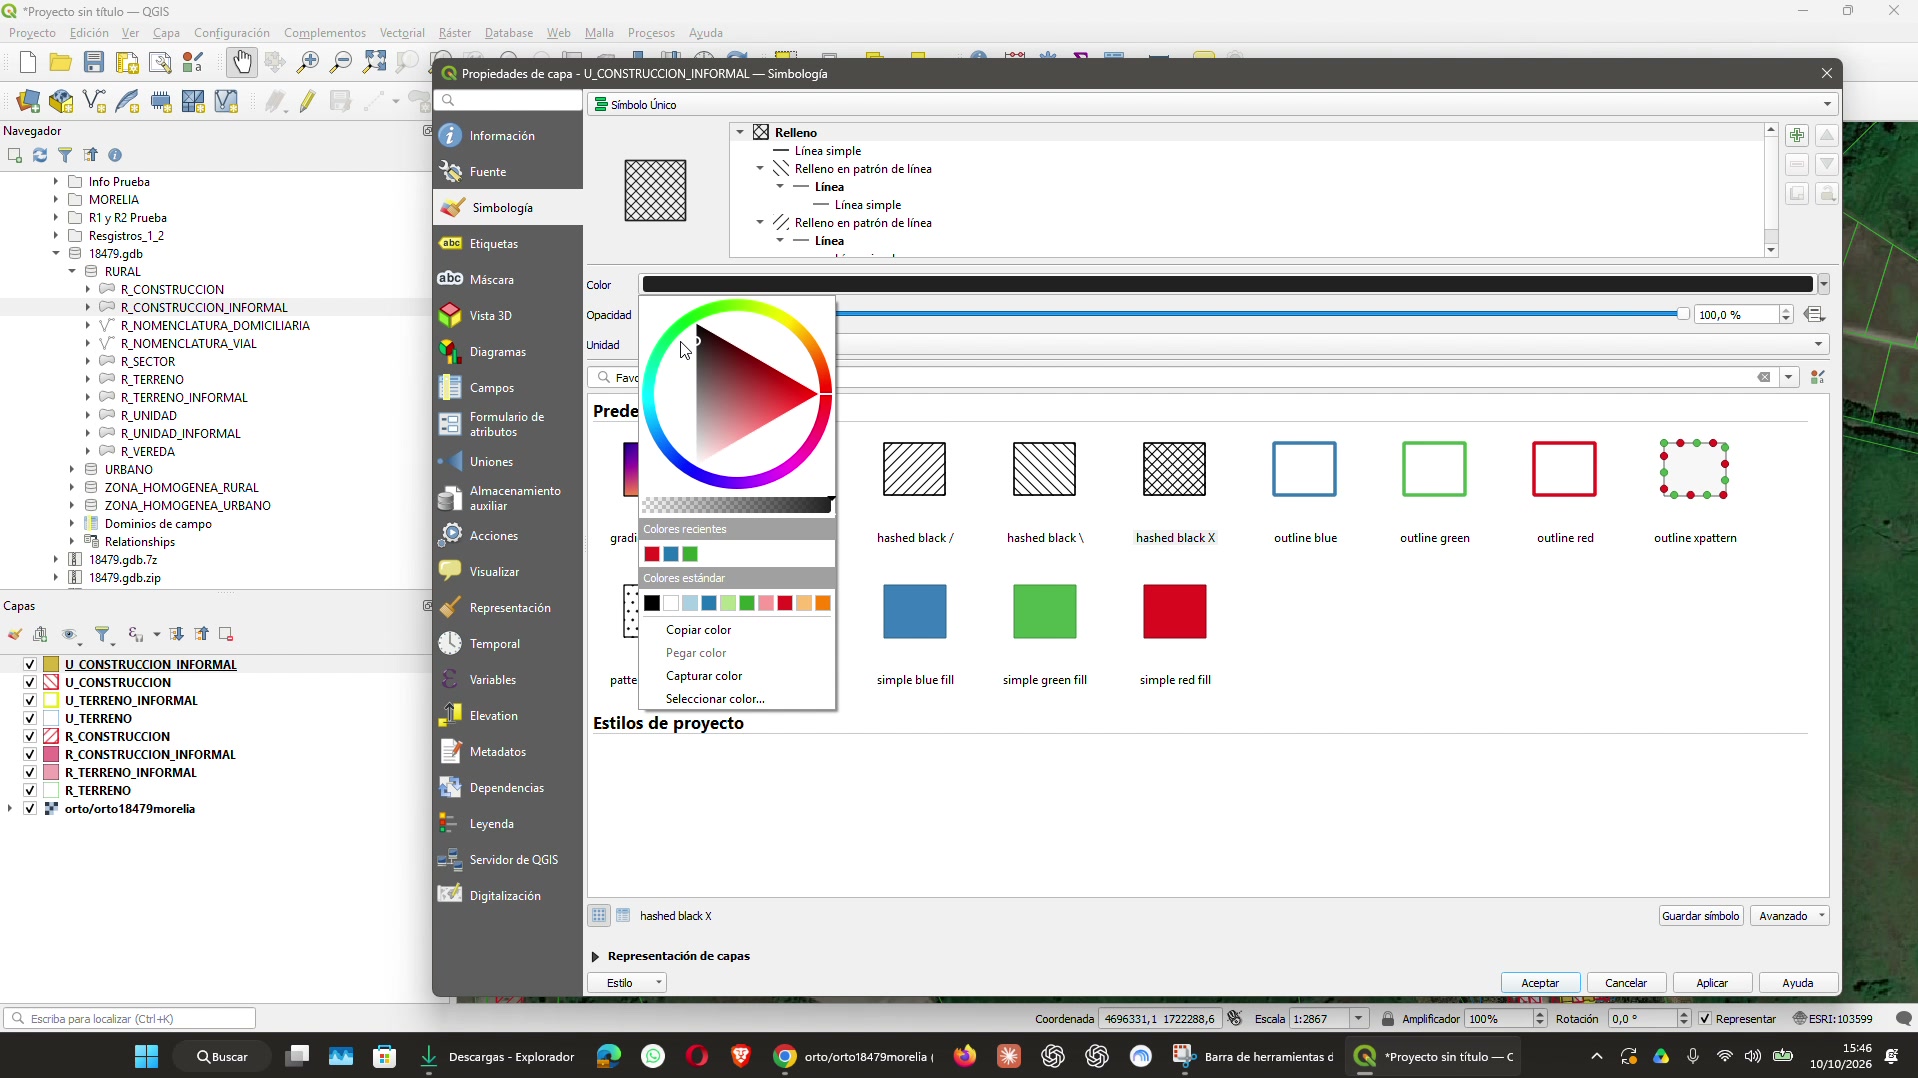 *Proyecto sin título — QGIS
Proyecto Edición Ver Capa Configuración Complementos Vectorial Ráster Database Web Malla Procesos Ayuda
Navegador
Info Prueba
MORELIA
R1 y R2 Prueba
Resgistros_1_2
18479.gdb
RURAL
R_CONSTRUCCION
R_CONSTRUCCION_INFORMAL
R_NOMENCLATURA_DOMICILIARIA
R_NOMENCLATURA_VIAL
R_SECTOR
R_TERRENO
R_TERRENO_INFORMAL
R_UNIDAD
R_UNIDAD_INFORMAL
R_VEREDA
URBANO
ZONA_HOMOGENEA_RURAL
ZONA_HOMOGENEA_URBANO
Dominios de campo
Relationships
18479.gdb.7z
18479.gdb.zip
Capas
U_CONSTRUCCION_INFORMAL
U_CONSTRUCCION
U_TERRENO_INFORMAL
U_TERRENO
R_CONSTRUCCION
R_CONSTRUCCION_INFORMAL
R_TERRENO_INFORMAL
R_TERRENO
orto/orto18479morelia
Propiedades de capa - U_CONSTRUCCION_INFORMAL — Simbología
Información
Fuente
Simbología
abc Etiquetas
abc Máscara
Vista 3D
Diagramas
Campos
Formulario de
atributos
Uniones
Almacenamiento
auxiliar
Acciones
Visualizar
Representación
Temporal
Variables
Elevation
Metadatos
Dependencias
Leyenda
Servidor de QGIS
Digitalización
Símbolo Único
Relleno
Línea simple
Relleno en patrón de línea
Línea
Línea simple
Relleno en patrón de línea
Línea
Color
Opacidad
100,0 %
Unidad
Favo
Prede
Colores recientes
Colores estándar
Copiar color
Pegar color
Capturar color
Seleccionar color...
gradi
hashed black /
hashed black \
hashed black X
outline blue
outline green
outline red
outline xpattern
patte
simple blue fill
simple green fill
simple red fill
Estilos de proyecto
hashed black X
Guardar símbolo
Avanzado
Representación de capas
Estilo
Aceptar
Cancelar
Aplicar
Ayuda
Escriba para localizar (Ctrl+K)
Coordenada 4696331,1 1722288,6 Escala 1:2867 Amplificador 100% Rotación 0,0 ° Representar ESRI:103599
Buscar
Descargas - Explorador
orto/orto18479morelia (
Barra de herramientas d
*Proyecto sin título — C
15:46
10/10/2026